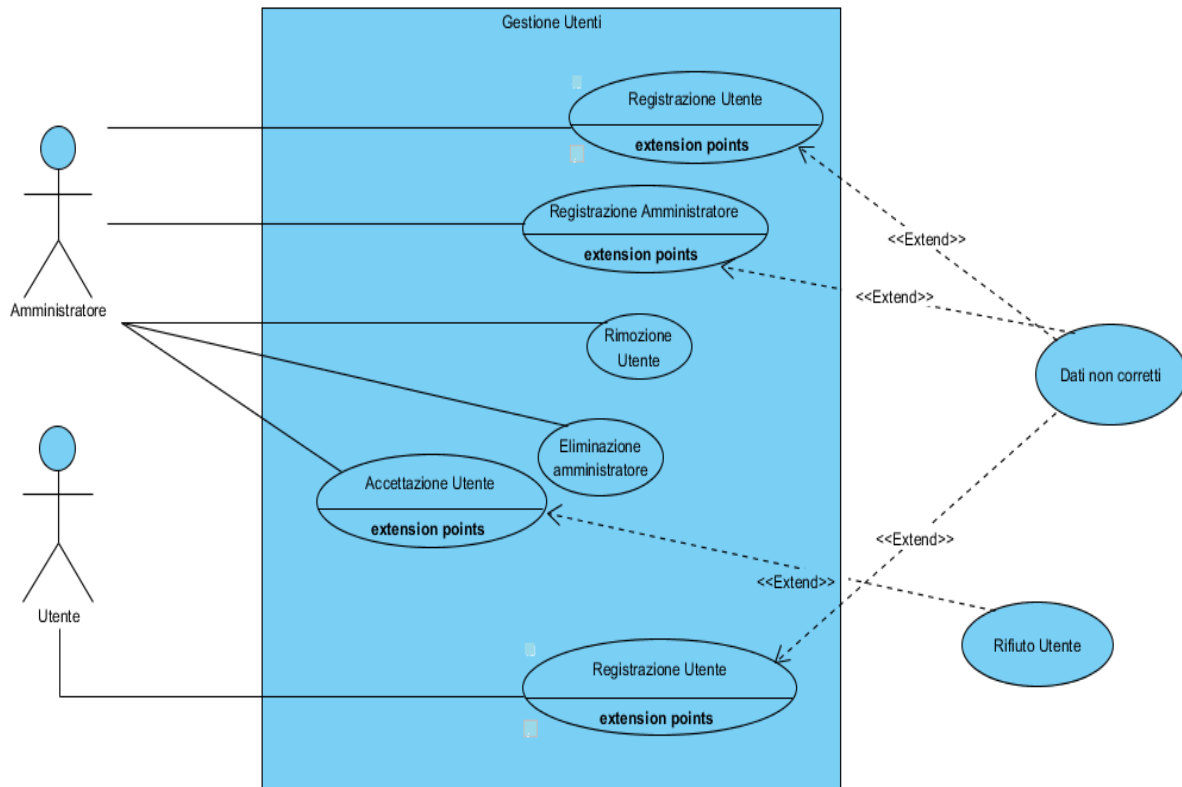 Gestione Utenti
Registrazione Utente
extension points
Registrazione Amministratore
extension points
<<Extend>>
<<Extend>>
Amministratore
Rimozione
Utente
Dati non corretti
Eliminazione
amministratore
Accettazione Utente
extension points
<<Extend>>
<<Extend>>
Utente
Rifiuto Utente
Registrazione Utente
extension points